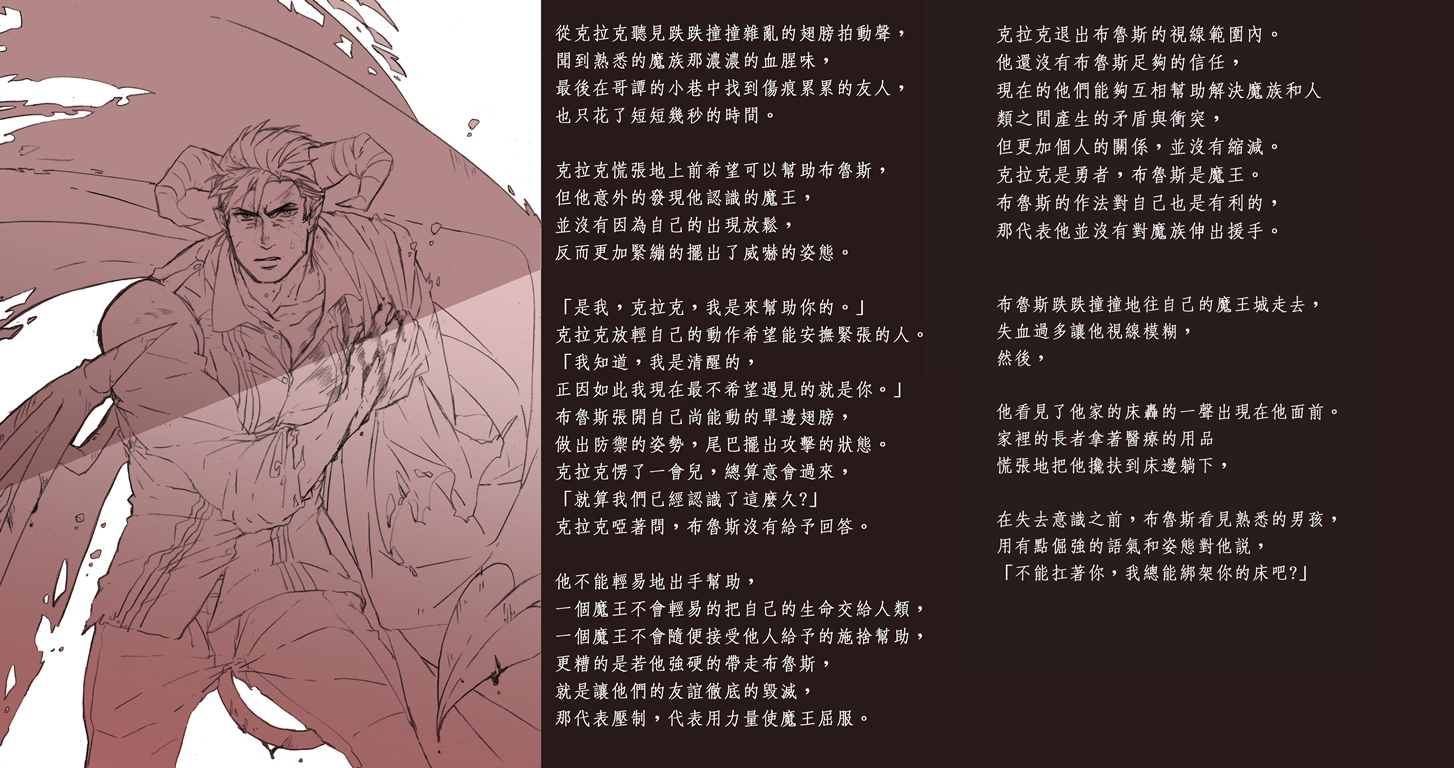 從克拉克聽見跌跌撞撞雜亂的翅膀拍動聲，
聞到熟悉的魔族那濃濃的血腥味，
最後在哥譚的小巷中找到傷痕累累的友人，
也只花了短短幾秒的時間。
克拉克慌張地上前希望可以幫助布魯斯，
但他意外的發現他認識的魔王，
並沒有因為自己的出現放鬆，
反而更加緊繃的擺出了威嚇的姿態。
「是我，克拉克，我是來幫助你的。」
克拉克放輕自己的動作希望能安撫緊張的人。
「我知道，我是清醒的，
正因如此我現在最不希望遇見的就是你。」
布魯斯張開自己尚能動的單邊翅膀，
做出防禦的姿勢，尾巴擺出攻擊的狀態。
克拉克愣了一會兒，總算意會過來，
「就算我們已經認識了這麼久?」
克拉克啞著問，布魯斯沒有給予回答。
他不能輕易地出手幫助，
一個魔王不會輕易的把自己的生命交給人類，
一個魔王不會隨便接受他人給予的施捨幫助，
更糟的是若他強硬的帶走布魯斯，
就是讓他們的友誼徹底的毀滅，
那代表壓制，代表用力量使魔王屈服。
克拉克退出布魯斯的視線範圍內。
他還沒有布魯斯足夠的信任，
現在的他們能夠互相幫助解決魔族和人
類之間產生的矛盾與衝突，
但更加個人的關係，並沒有縮減。
克拉克是勇者，布魯斯是魔王。
布魯斯的作法對自己也是有利的，
那代表他並沒有對魔族伸出援手。
布魯斯跌跌撞撞地往自己的魔王城走去，
失血過多讓他視線模糊，
然後，
他看見了他家的床轟的一聲出現在他面前。
家裡的長者拿著醫療的用品
慌張地把他攙扶到床邊躺下，
在失去意識之前，布魯斯看見熟悉的男孩，
用有點倔強的語氣和姿態對他說，
「不能扛著你，我總能綁架你的床吧?」